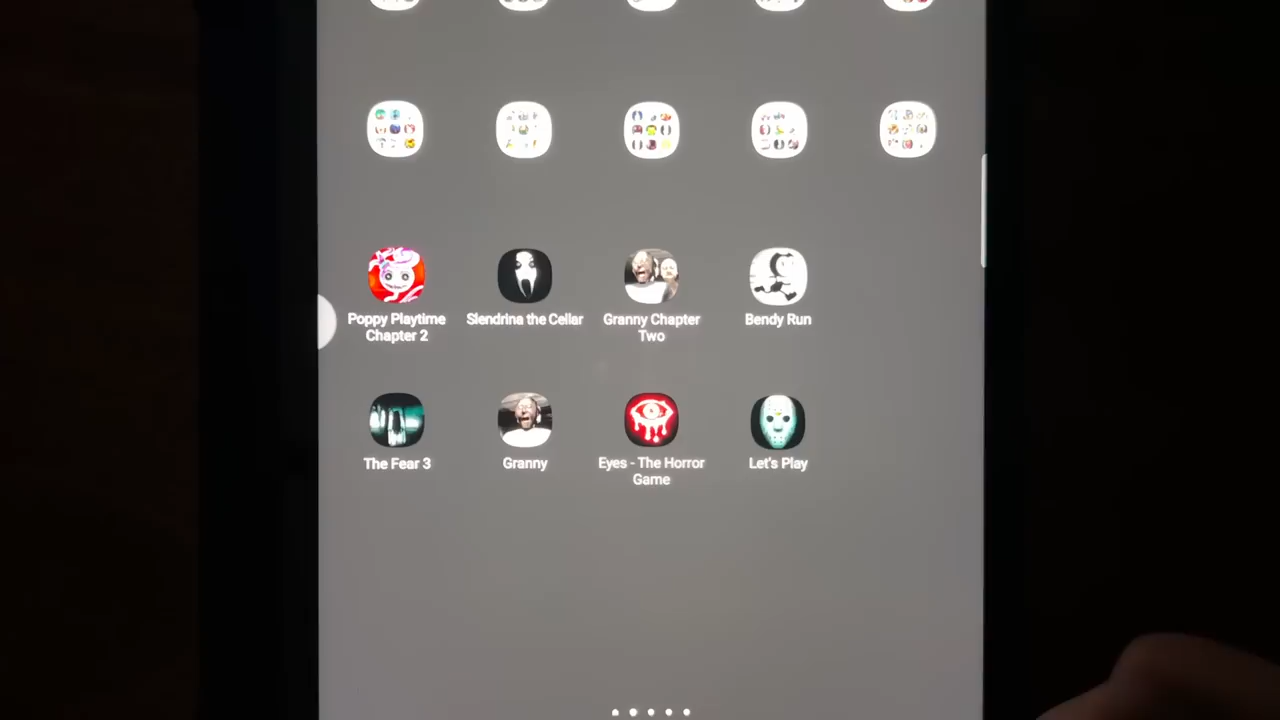 Poppy Playtime
Chapter 2
Slendrina the Cellar
Granny Chapter
Two
Bendy Run
The Fear 3
Granny
Eyes - The Horror
Game
Let's Play